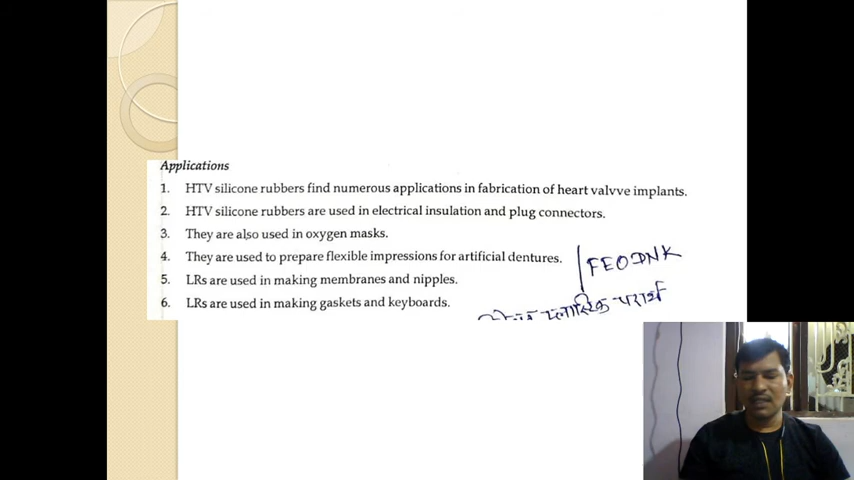 Applications
1. HTV silicone rubbers find numerous applications in fabrication of heart valvve implants.
2. HTV silicone rubbers are used in electrical insulation and plug connectors.
3. They are also used in oxygen masks.
4. They are used to prepare flexible impressions for artificial dentures.
FEODNK
5. LRs are used in making membranes and nipples.
6. LRs are used in making gaskets and keyboards.